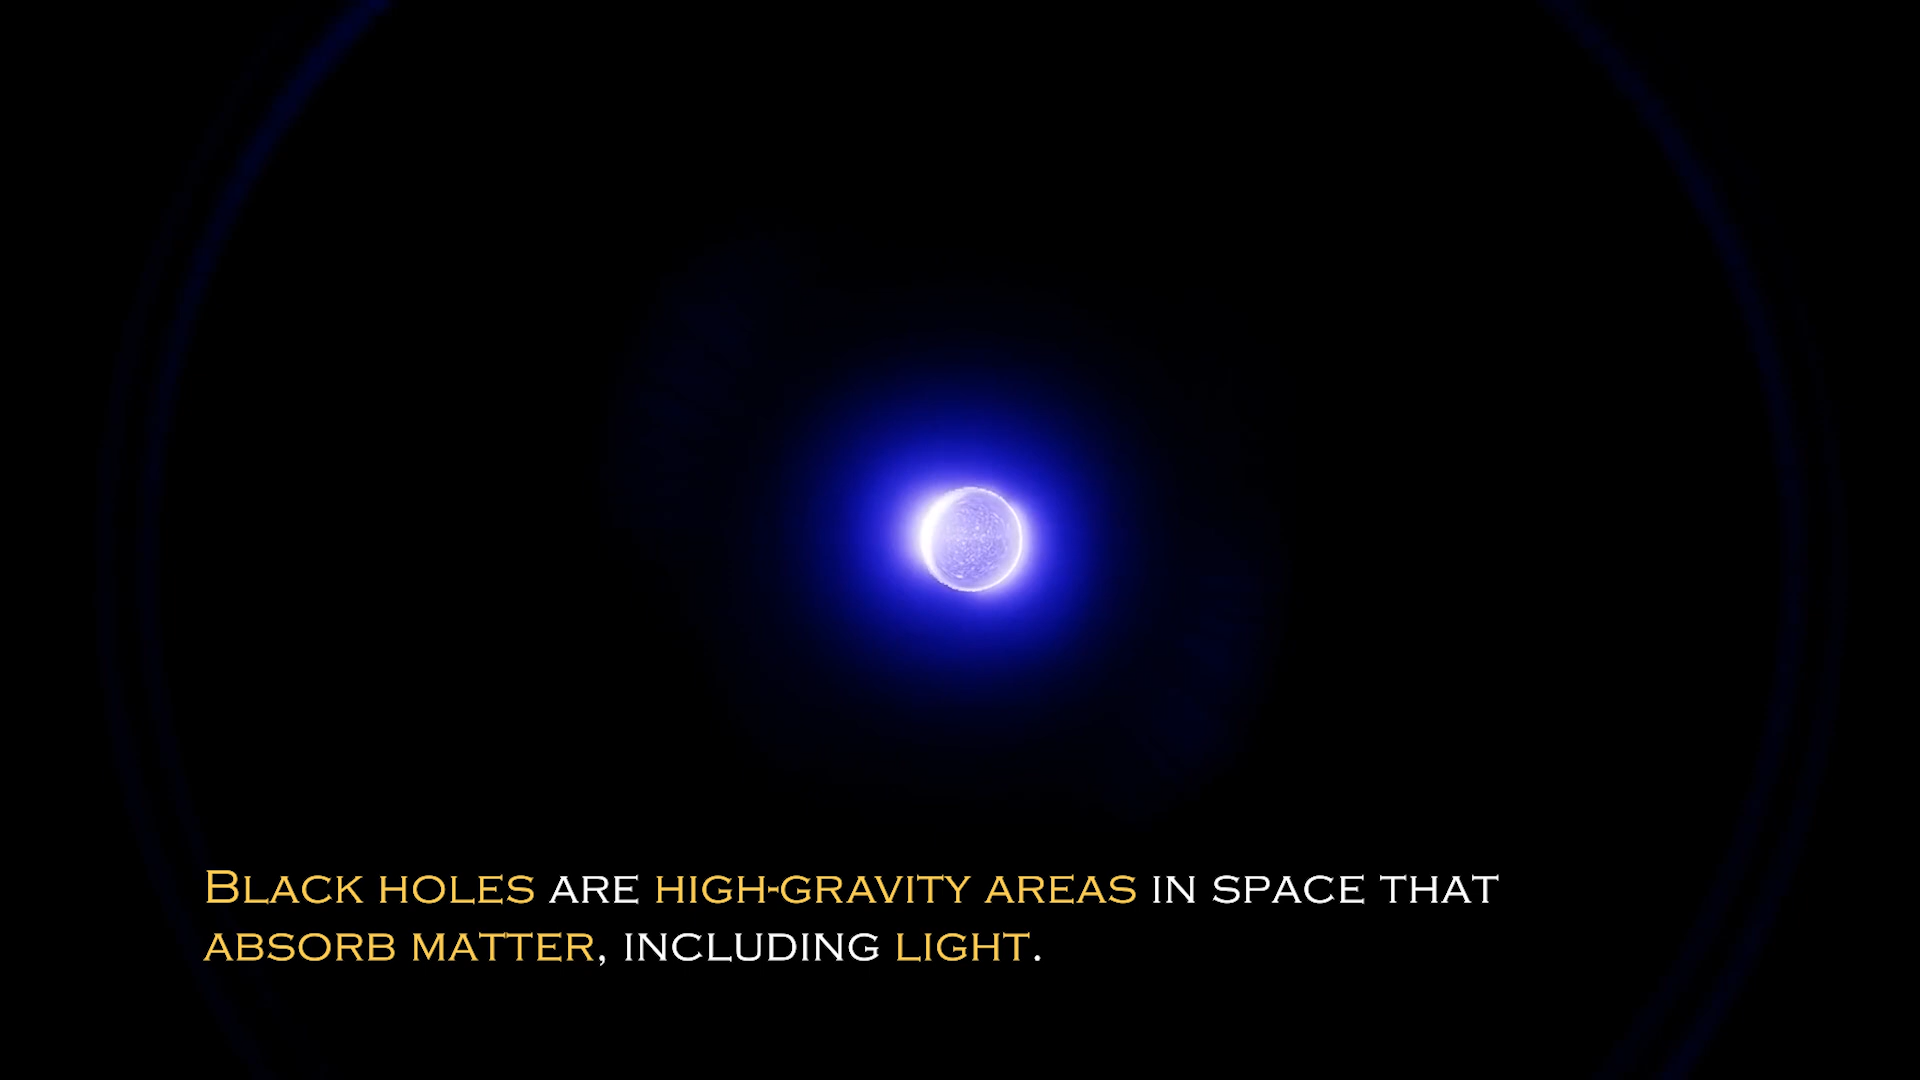 Black holes are high-gravity areas in space that
absorb matter, including light.